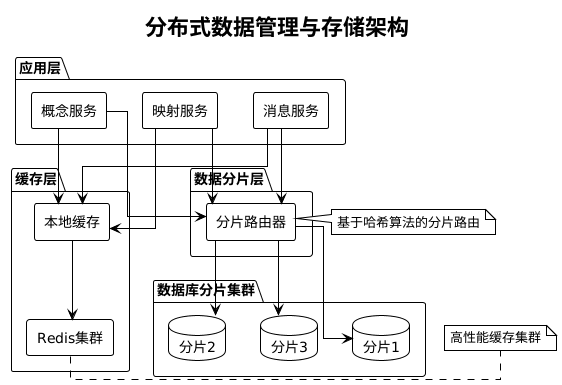 分布式数据管理与存储架构
应用层
概念服务
映射服务
消息服务
缓存层
数据分片层
本地缓存
分片路由器
基于哈希算法的分片路由
数据库分片集群
Redis集群
分片2
分片3
分片1
高性能缓存集群